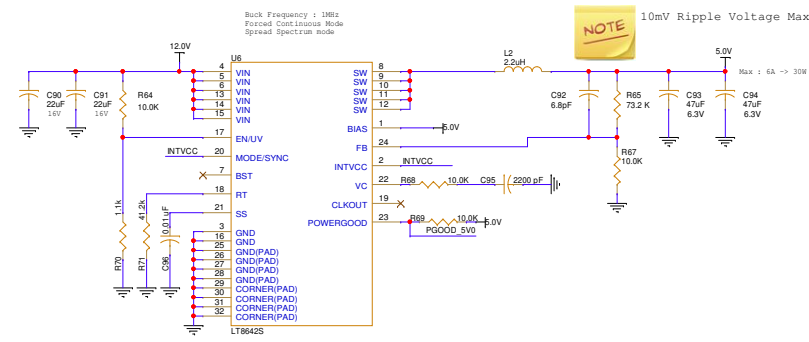 Buck Frequency : 1MHz
Forced Continuous Mode
Spread Spectrum mode
NOTE
10mV Ripple Voltage Max
12.0V
5.0V
Max : 6A -> 30W
C90
22uF
16V
C91
22uF
16V
R64
10.0K
U6
4 VIN
5 VIN
6 VIN
13 VIN
14 VIN
15 VIN
17 EN/UV
20 MODE/SYNC
INTVCC
7 BST
18 RT
21 SS
3 GND
16 GND
25 GND(PAD)
26 GND(PAD)
27 GND(PAD)
28 GND(PAD)
29 CORNER(PAD)
30 CORNER(PAD)
31 CORNER(PAD)
32 CORNER(PAD)
LT8642S
SW 8
SW 9
SW 10
SW 11
SW 12
BIAS 1
5.0V
FB 24
INTVCC 2
INTVCC
VC 22
CLKOUT 19
POWERGOOD 23
R68 10.0K
C95 2200 pF
R69 10.0K
5.0V
PGOOD_5V0
L2
2.2uH
C92
6.8pF
R65
73.2 K
R67
10.0K
C93
47uF
6.3V
C94
47uF
6.3V
1.1k
R70
41.2k
R71
0.01uF
C96